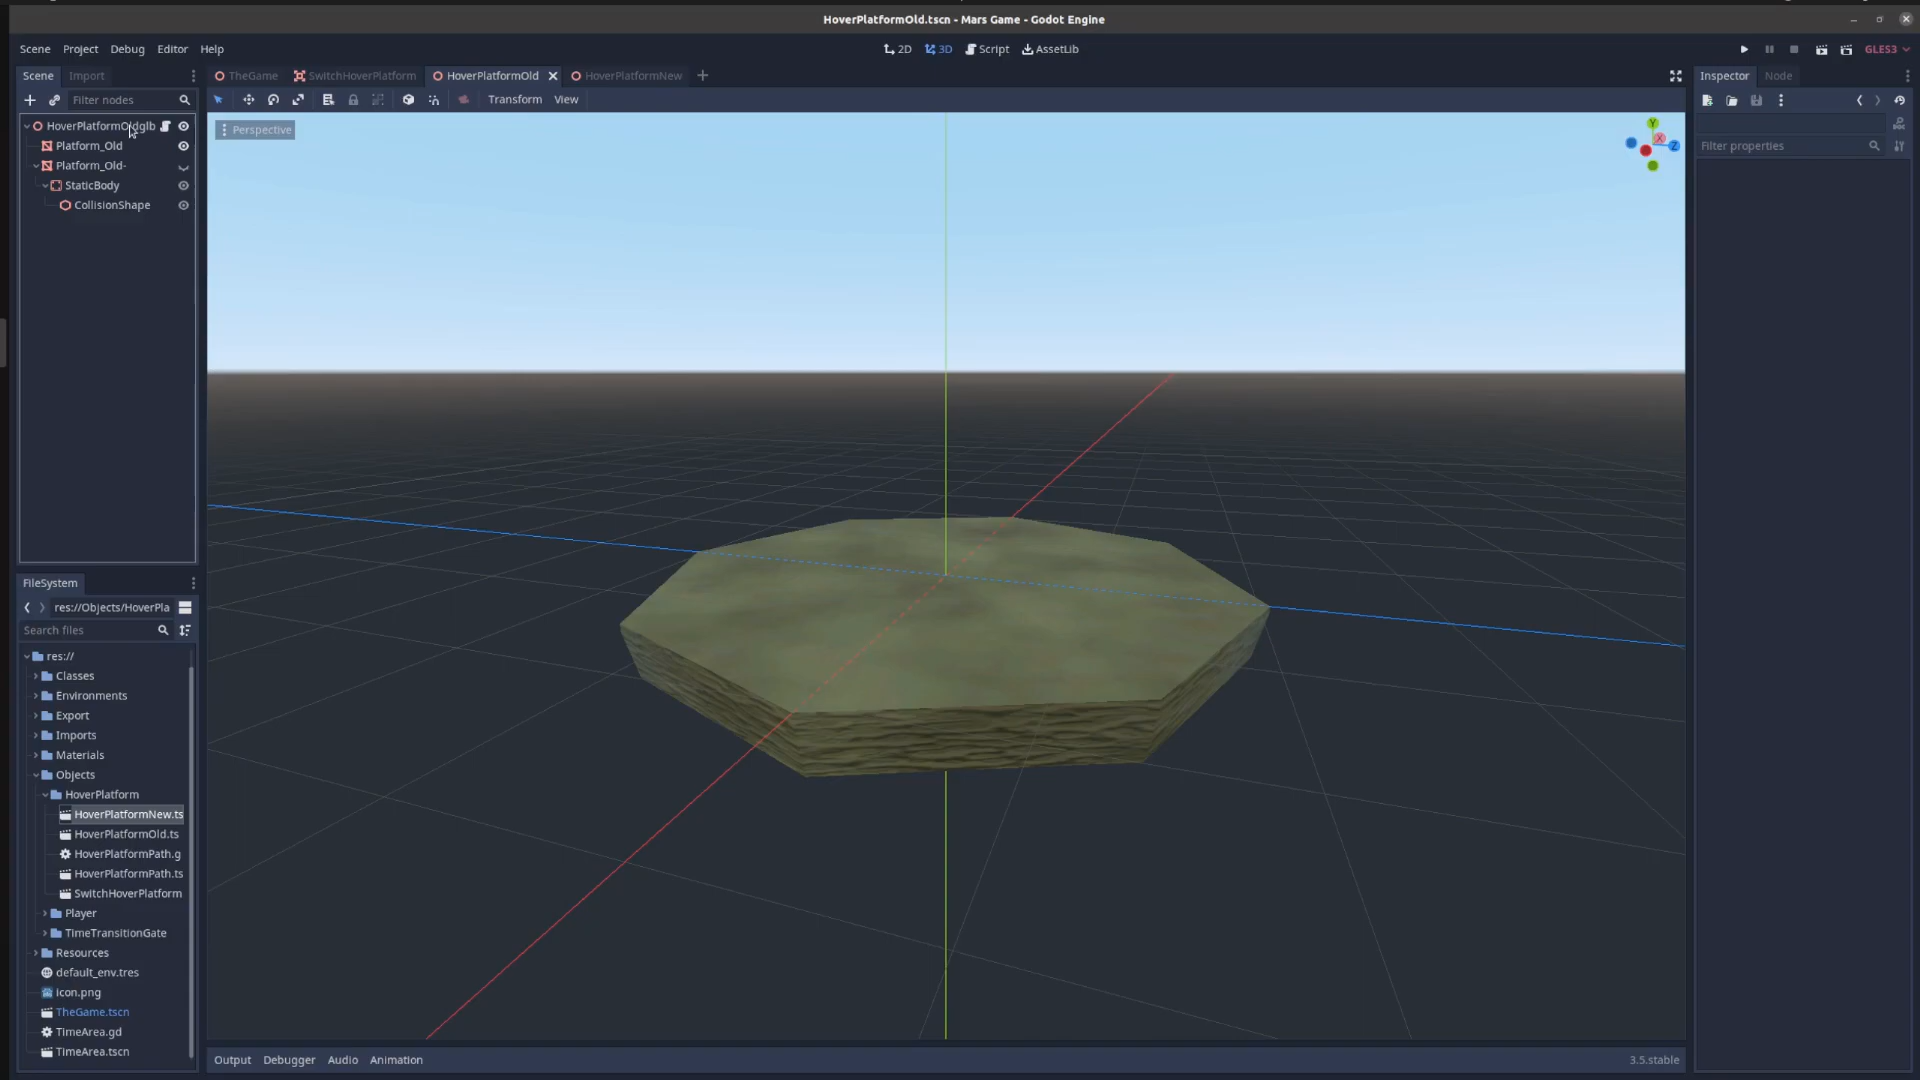 HoverPlatformOld.tscn - Mars Game - Godot Engine
Scene Project Debug Editor Help
2D 3D Script AssetLib
GLES3
Scene Import
TheGame SwitchHoverPlatform HoverPlatformOld HoverPlatformNew
Inspector Node
Filter nodes
Transform View
HoverPlatformOldglb
Platform_Old
Platform_Old-
StaticBody
CollisionShape
Perspective
Y
X
Z
Filter properties
FileSystem
res://Objects/HoverPla
Search files
res://
Classes
Environments
Export
Imports
Materials
Objects
HoverPlatform
HoverPlatformNew.ts
HoverPlatformOld.ts
HoverPlatformPath.g
HoverPlatformPath.ts
SwitchHoverPlatform
Player
TimeTransitionGate
Resources
default_env.tres
icon.png
TheGame.tscn
TimeArea.gd
TimeArea.tscn
Output Debugger Audio Animation
3.5.stable